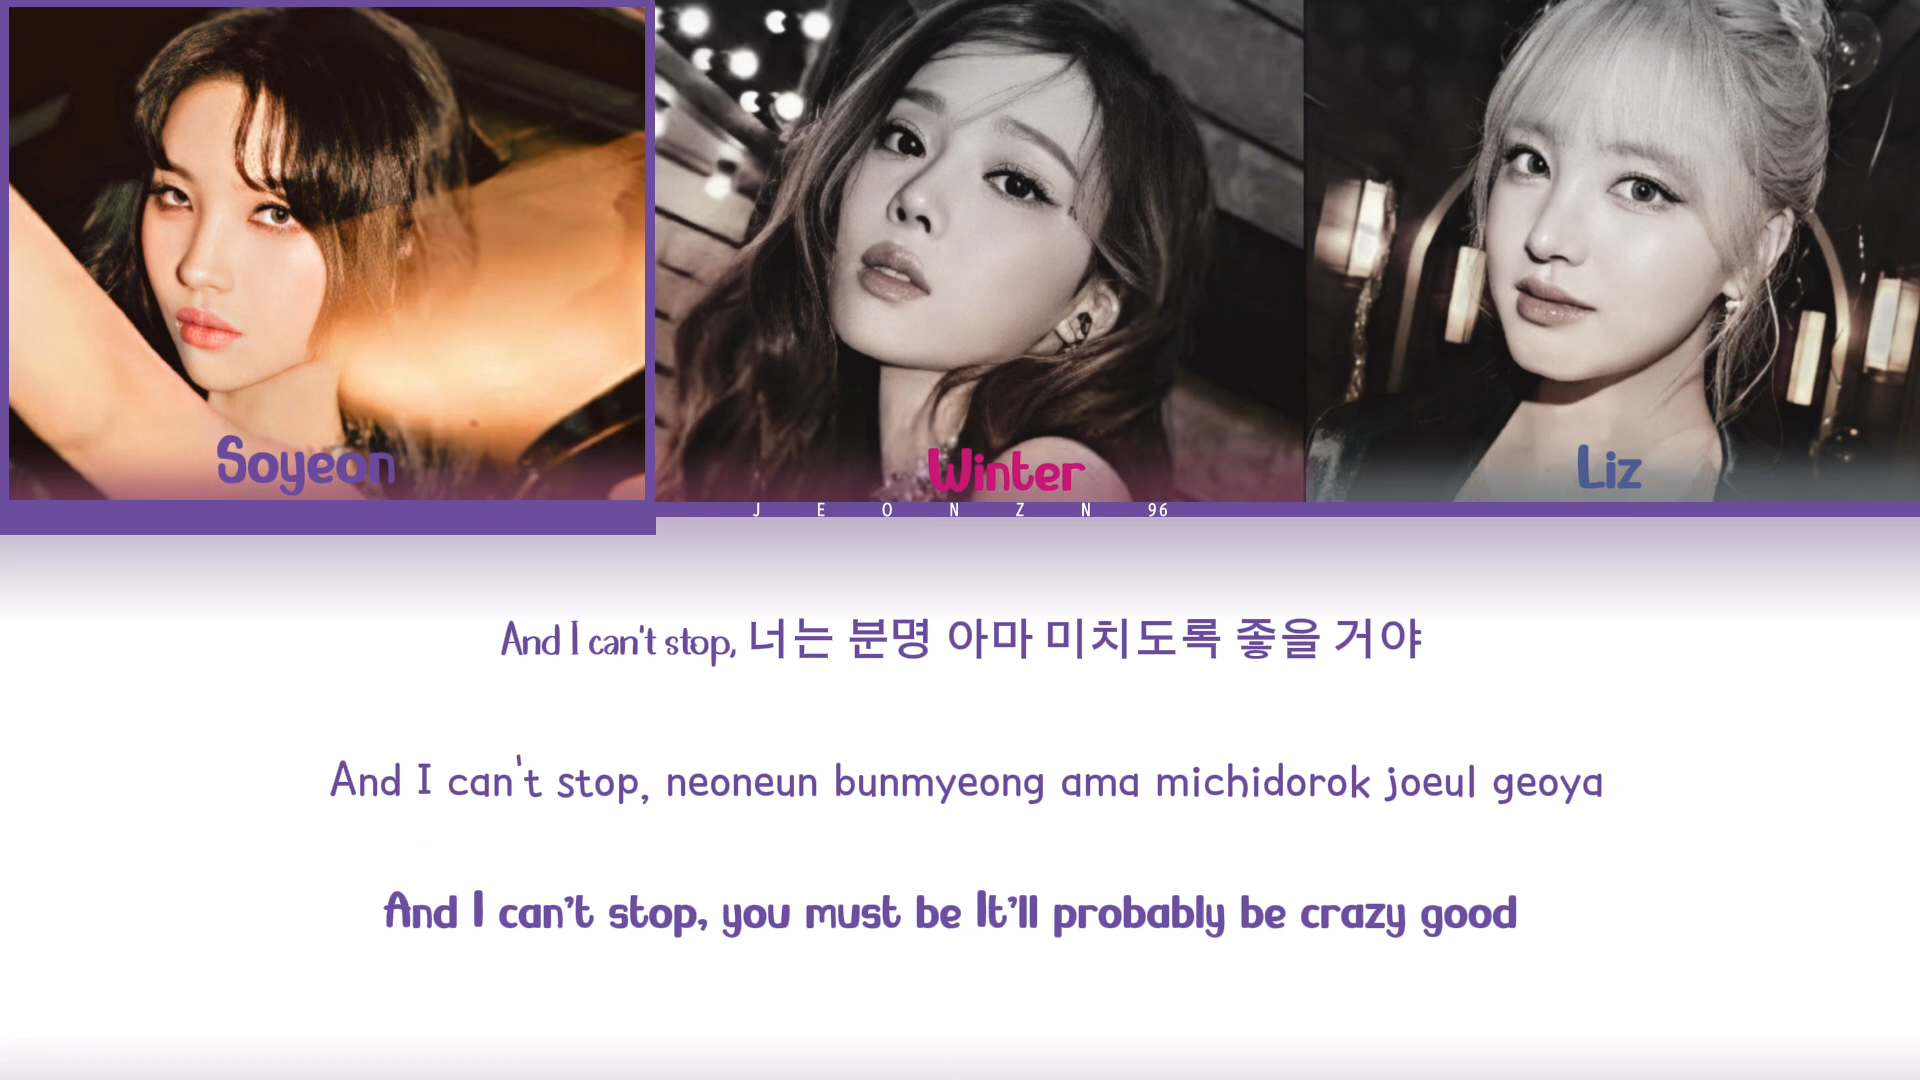 Soyeon
Winter
Liz
JEONZN96
And I can't stop, 너는 분명 아마 미치도록 좋을 거야
And I can't stop, neoneun bunmyeong ama michidorok joeul geoya
And I can’t stop, you must be It’ll probably be crazy good